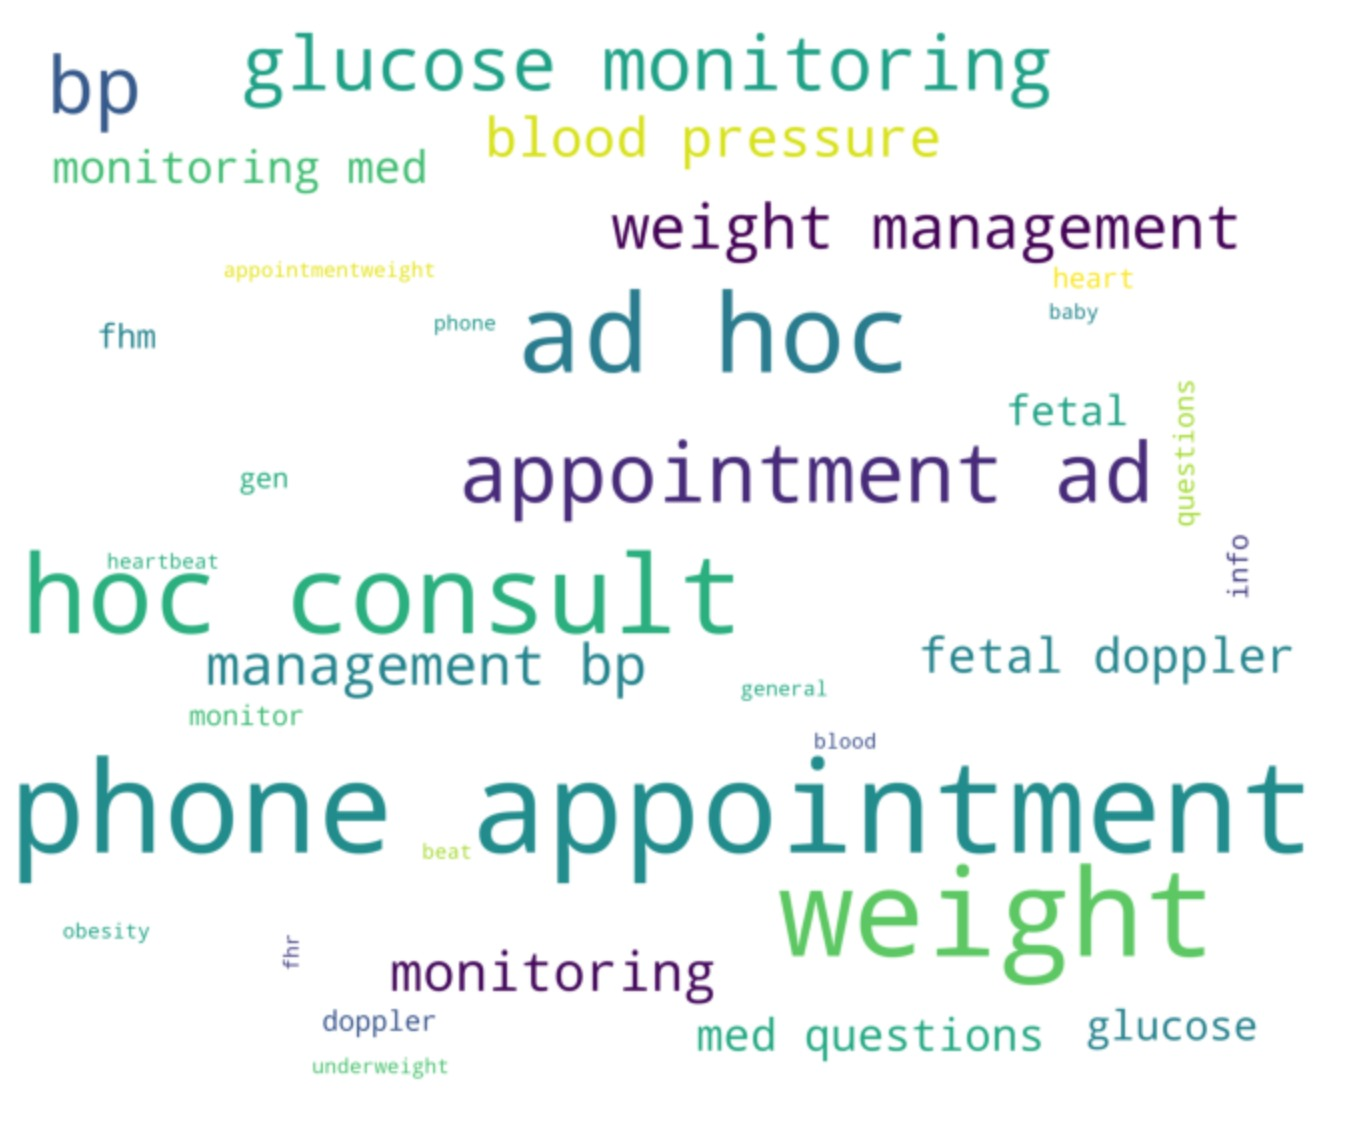 glucose monitoring
bp
blood pressure
monitoring med
weight management
appointmentweight
heart
baby
phone
ad hoc
fhm
fetal
questions
appointment ad
gen
info
heartbeat
hoc consult
fetal doppler
management bp
general
monitor
blood
phone appointment
beat
weight
obesity
fhr
monitoring
doppler
med questions
glucose
underweight